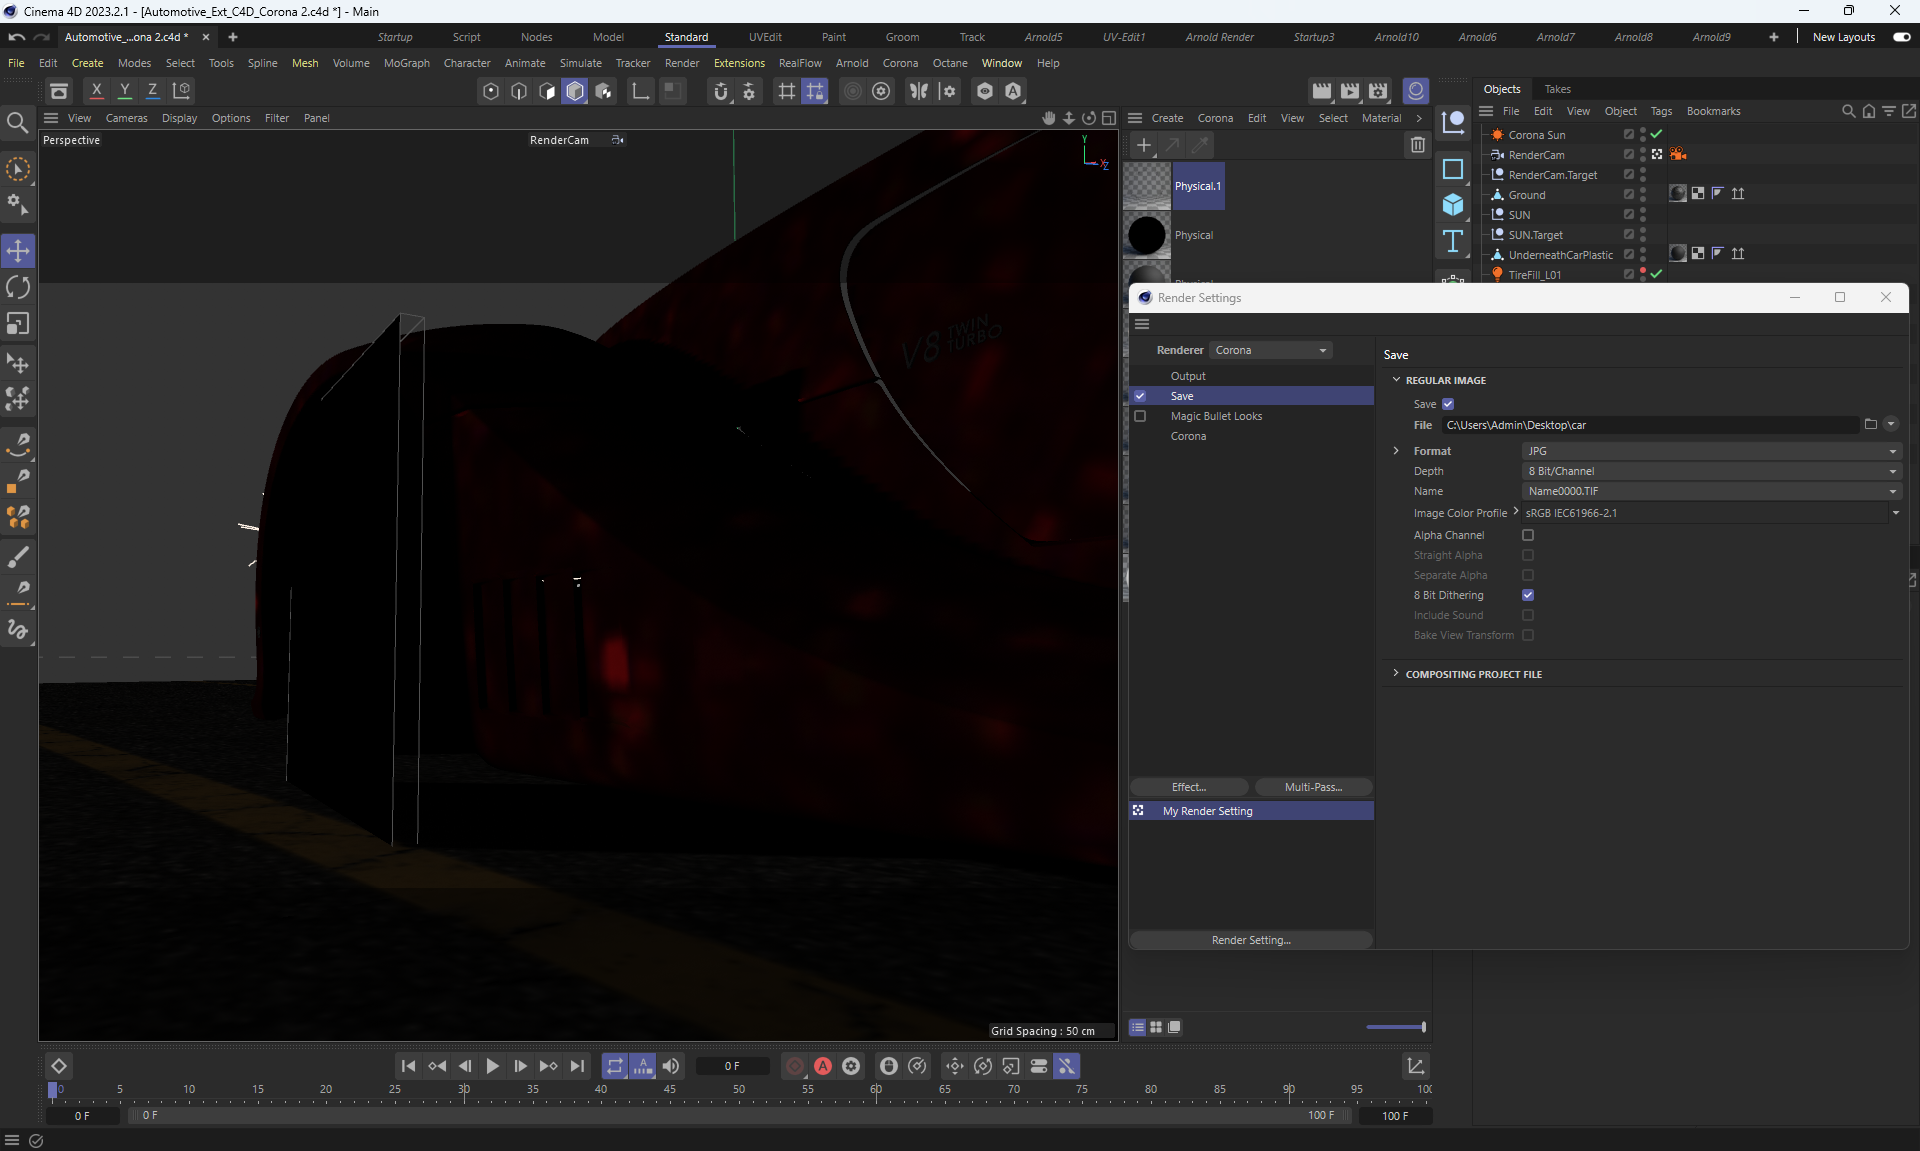 Cinema 4D 2023.2.1 - [Automotive_Ext_C4D_Corona 2.c4d *] - Main
Automotive_...ona 2.c4d *
Startup Script Nodes Model Standard UVEdit Paint Groom Track Arnold5 UV-Edit1 Arnold Render Startup3 Arnold10 Arnold6 Arnold7 Arnold8 Arnold9 New Layouts
File Edit Create Modes Select Tools Spline Mesh Volume MoGraph Character Animate Simulate Tracker Render Extensions RealFlow Arnold Corona Octane Window Help
X Y Z
Objects Takes
View Cameras Display Options Filter Panel
Create Corona Edit View Select Material
File Edit View Object Tags Bookmarks
Perspective
RenderCam
Y
X
Z
V8 TWIN
TURBO
Physical.1
Physical
Corona Sun
RenderCam
RenderCam.Target
Ground
SUN
SUN.Target
UnderneathCarPlastic
TireFill_L01
Render Settings
Renderer Corona
Output
Save
Magic Bullet Looks
Corona
Effect...
Multi-Pass...
My Render Setting
Render Setting...
Save
REGULAR IMAGE
Save
File C:\Users\Admin\Desktop\car
Format JPG
Depth 8 Bit/Channel
Name Name0000.TIF
Image Color Profile sRGB IEC61966-2.1
Alpha Channel
Straight Alpha
Separate Alpha
8 Bit Dithering
Include Sound
Bake View Transform
COMPOSITING PROJECT FILE
Grid Spacing : 50 cm
0 F
0 5 10 15 20 25 30 35 40 45 50 55 60 65 70 75 80 85 90 95 100
0 F 0 F 100 F 100 F